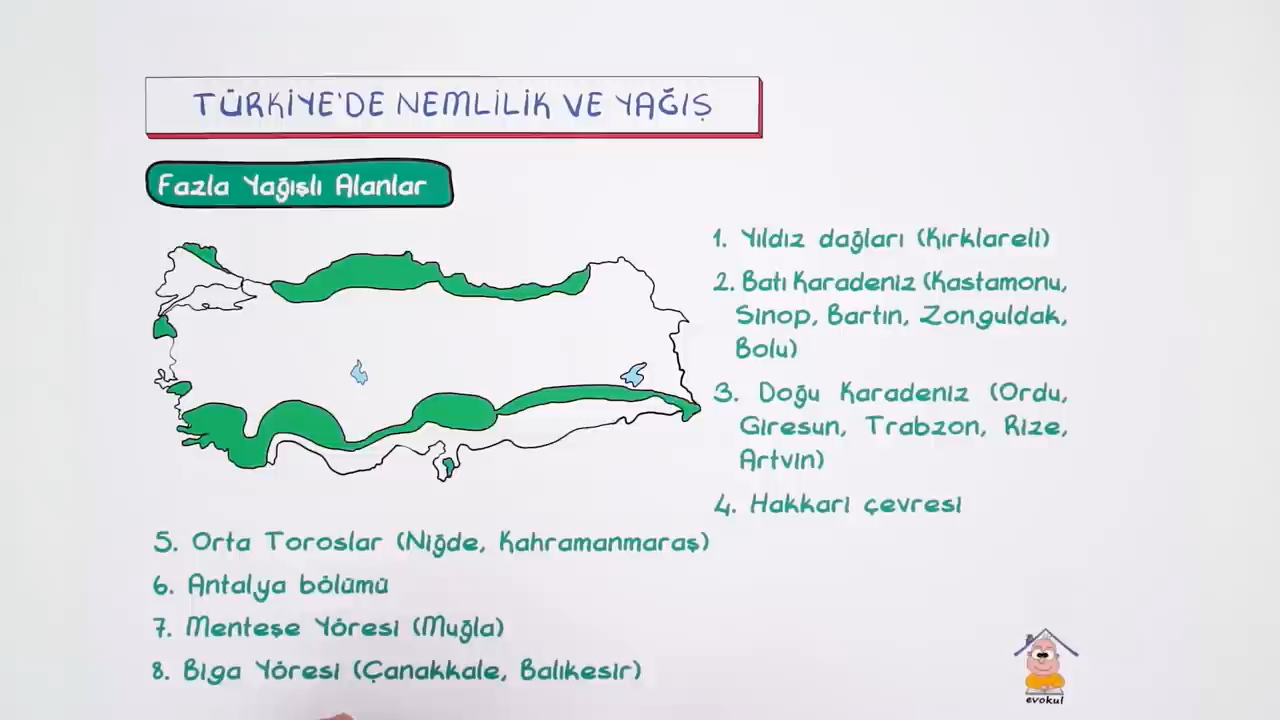 TÜRKİYE'DE NEMLİLİK VE YAĞIŞ
Fazla Yağışlı Alanlar
1. Yıldız dağları (Kırklareli)
2. Batı Karadeniz (Kastamonu,
Sinop, Bartın, Zonguldak,
Bolu)
3. Doğu Karadeniz (Ordu,
Giresun, Trabzon, Rize,
Artvin)
4. Hakkari çevresi
5. Orta Toroslar (Niğde, Kahramanmaraş)
6. Antalya bölümü
7. Menteşe Yöresi (Muğla)
8. Biga Yöresi (Çanakkale, Balıkesir)
evokul